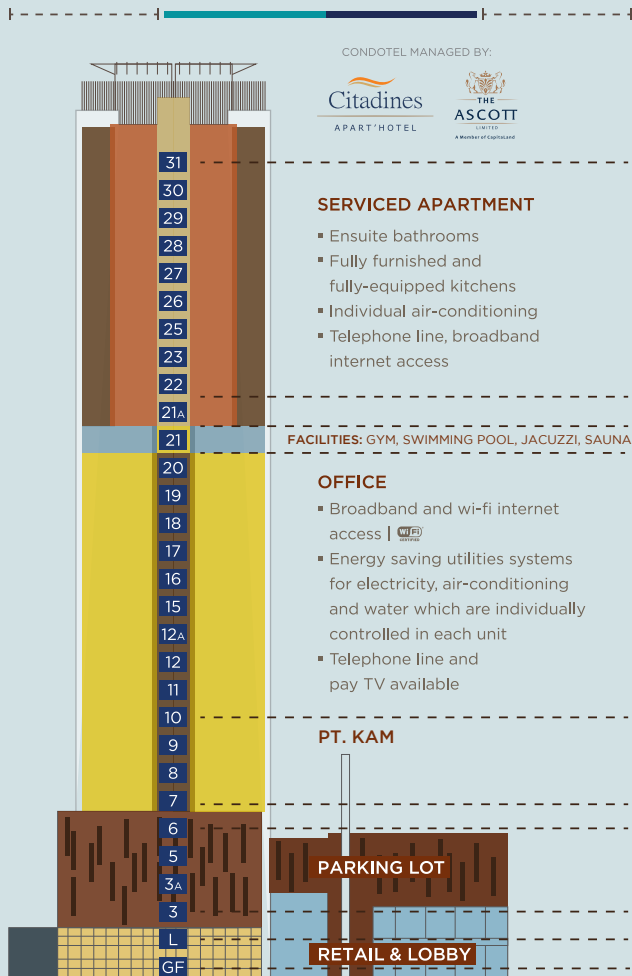 CONDOTEL MANAGED BY:
Citadines
APART'HOTEL
THE
ASCOTT
LIMITED
A Member of CapitaLand
31
30
29
28
27
26
25
23
22
21A
21
20
19
18
17
16
15
12A
12
11
10
9
8
7
6
5
3A
3
L
GF
SERVICED APARTMENT
▪ Ensuite bathrooms
▪ Fully furnished and
fully-equipped kitchens
▪ Individual air-conditioning
▪ Telephone line, broadband
internet access
FACILITIES: GYM, SWIMMING POOL, JACUZZI, SAUNA
OFFICE
▪ Broadband and wi-fi internet
access | Wi Fi CERTIFIED
▪ Energy saving utilities systems
for electricity, air-conditioning
and water which are individually
controlled in each unit
▪ Telephone line and
pay TV available
PT. KAM
PARKING LOT
RETAIL & LOBBY